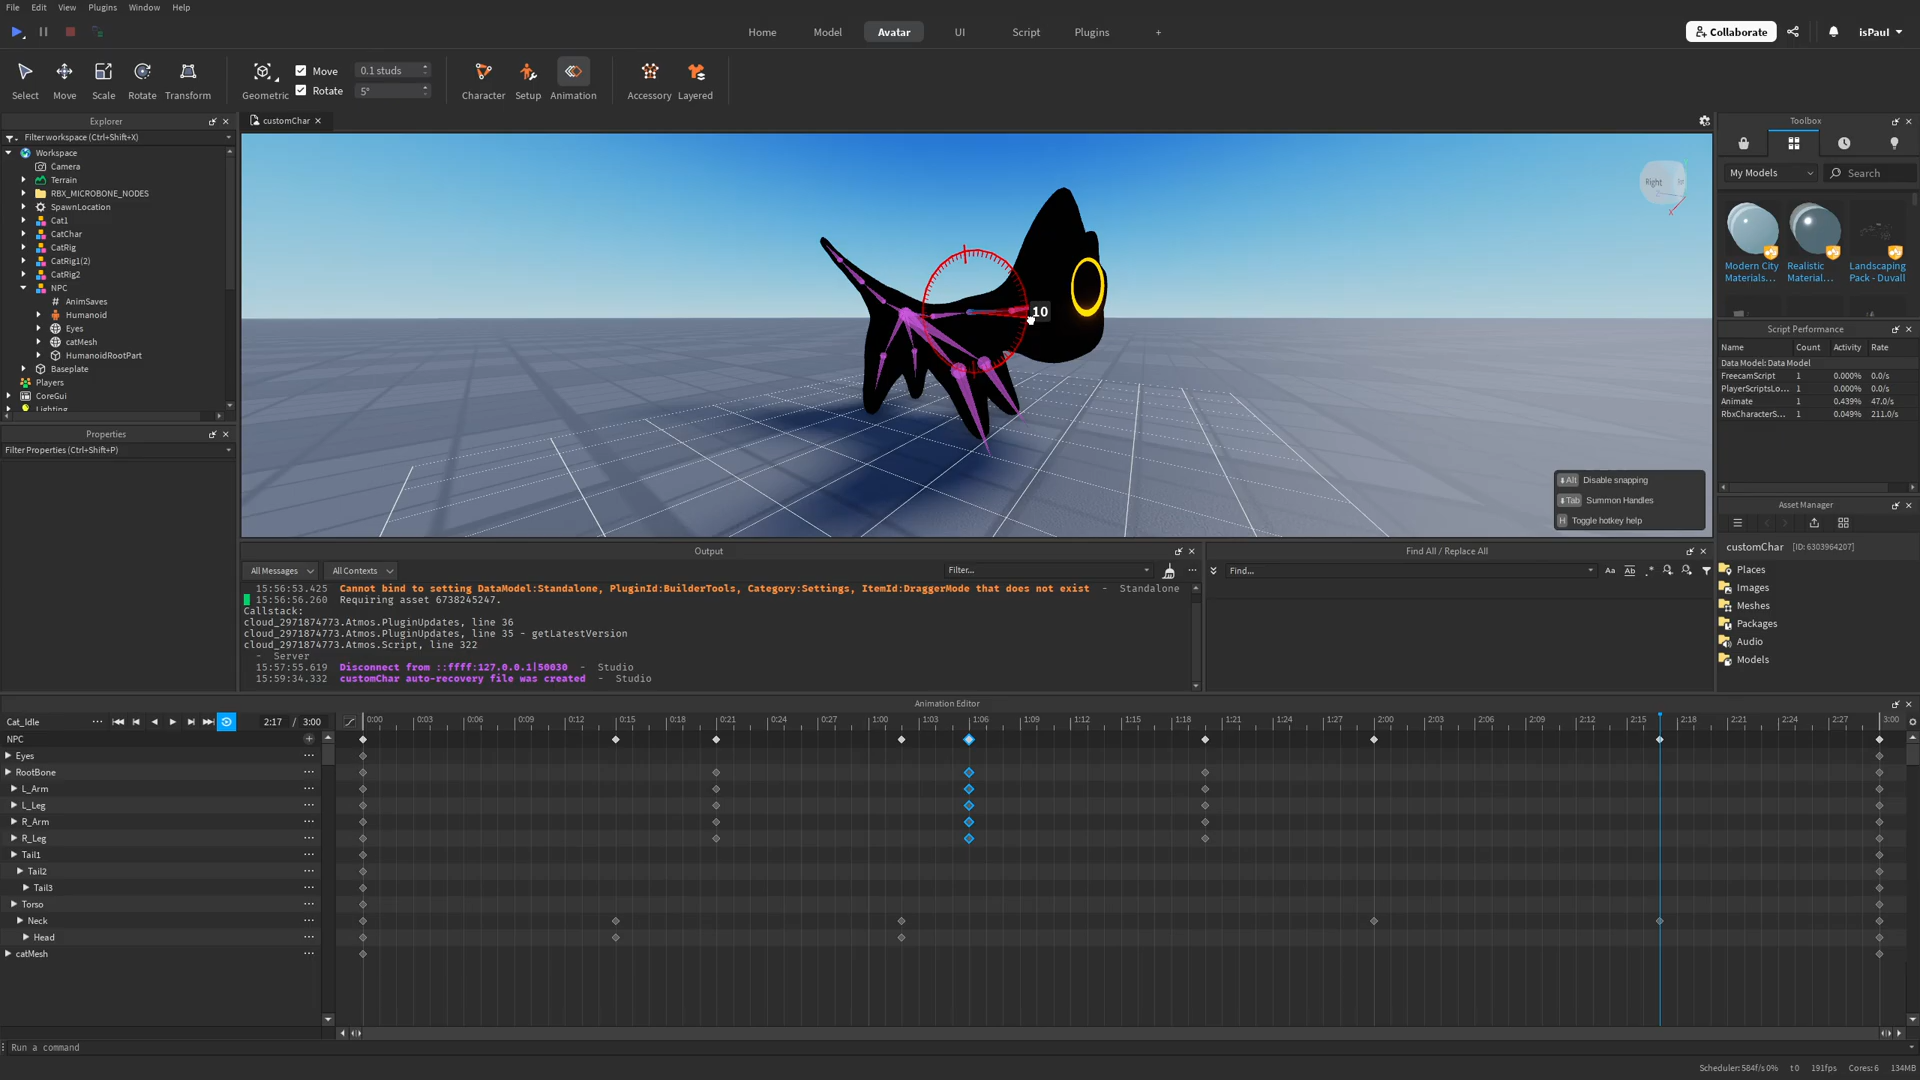 File Edit View Plugins Window Help
Home Model Avatar UI Script Plugins +
Collaborate isPaul
Select Move Scale Rotate Transform
Geometric
Move 0.1 studs
Rotate 5°
Character Setup Animation
Accessory Layered
Explorer
Filter workspace (Ctrl+Shift+X)
Workspace
Camera
Terrain
RBX_MICROBONE_NODES
SpawnLocation
Cat1
CatChar
CatRig
CatRig1(2)
CatRig2
NPC
AnimSaves
Humanoid
Eyes
catMesh
HumanoidRootPart
Baseplate
Players
CoreGui
Lighting
Properties
Filter Properties (Ctrl+Shift+P)
customChar
Right
10
Alt Disable snapping
Tab Summon Handles
H Toggle hotkey help
Toolbox
My Models Search
Modern City Materials...
Realistic Material...
Landscaping Pack - Duvall
Script Performance
Name Count Activity Rate
Data Model: Data Model
FreecamScript 1 0.000% 0.0/s
PlayerScriptsLo... 1 0.000% 0.0/s
Animate 1 0.439% 47.0/s
RbxCharacterS... 1 0.049% 211.0/s
Asset Manager
customChar [ID: 6303964207]
Places
Images
Meshes
Packages
Audio
Models
Output
All Messages All Contexts Filter...
15:56:53.425 Cannot bind to setting DataModel:Standalone, PluginId:BuilderTools, Category:Settings, ItemId:DraggerMode that does not exist - Standalone
15:56:56.260 Requiring asset 6738245247.
Callstack:
cloud_2971874773.Atmos.PluginUpdates, line 36
cloud_2971874773.Atmos.PluginUpdates, line 35 - getLatestVersion
cloud_2971874773.Atmos.Script, line 322
- Server
15:57:55.619 Disconnect from ::ffff:127.0.0.1|50030 - Studio
15:59:34.332 customChar auto-recovery file was created - Studio
Find All / Replace All
Find... Aa Ab .*
Animation Editor
Cat_Idle ... 2:17 / 3:00
0:00 0:03 0:06 0:09 0:12 0:15 0:18 0:21 0:24 0:27 1:00 1:03 1:06 1:09 1:12 1:15 1:18 1:21 1:24 1:27 2:00 2:03 2:06 2:09 2:12 2:15 2:18 2:21 2:24 2:27 3:00
NPC
Eyes
RootBone
L_Arm
L_Leg
R_Arm
R_Leg
Tail1
Tail2
Tail3
Torso
Neck
Head
catMesh
Run a command
Scheduler: 584f/s 0% t 0 191fps Cores: 6 134MB